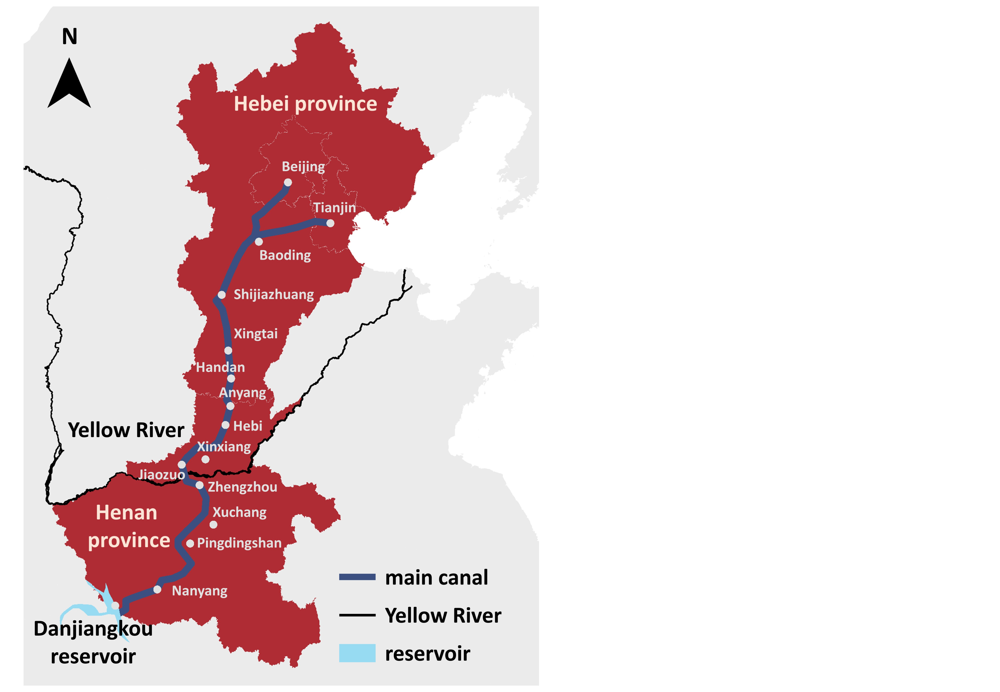 N
Hebei province
Beijing
Tianjin
Baoding
Shijiazhuang
Xingtai
Handan
Anyang
Hebi
Yellow River
Xinxiang
Jiaozuo
Zhengzhou
Henan
province
Xuchang
Pingdingshan
Nanyang
Danjiangkou
reservoir
main canal
Yellow River
reservoir